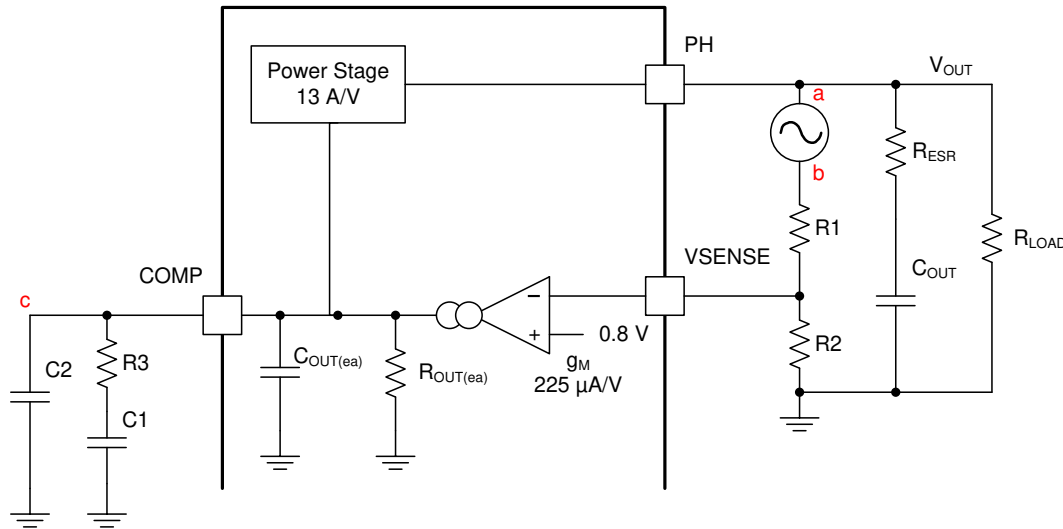 PH
Power Stage
13 A/V
VOUT
a
RESR
b
R1
RLOAD
VSENSE
COMP
COUT
c
0.8 V
R2
R3
COUT(ea)
ROUT(ea)
gM
225 µA/V
C2
C1